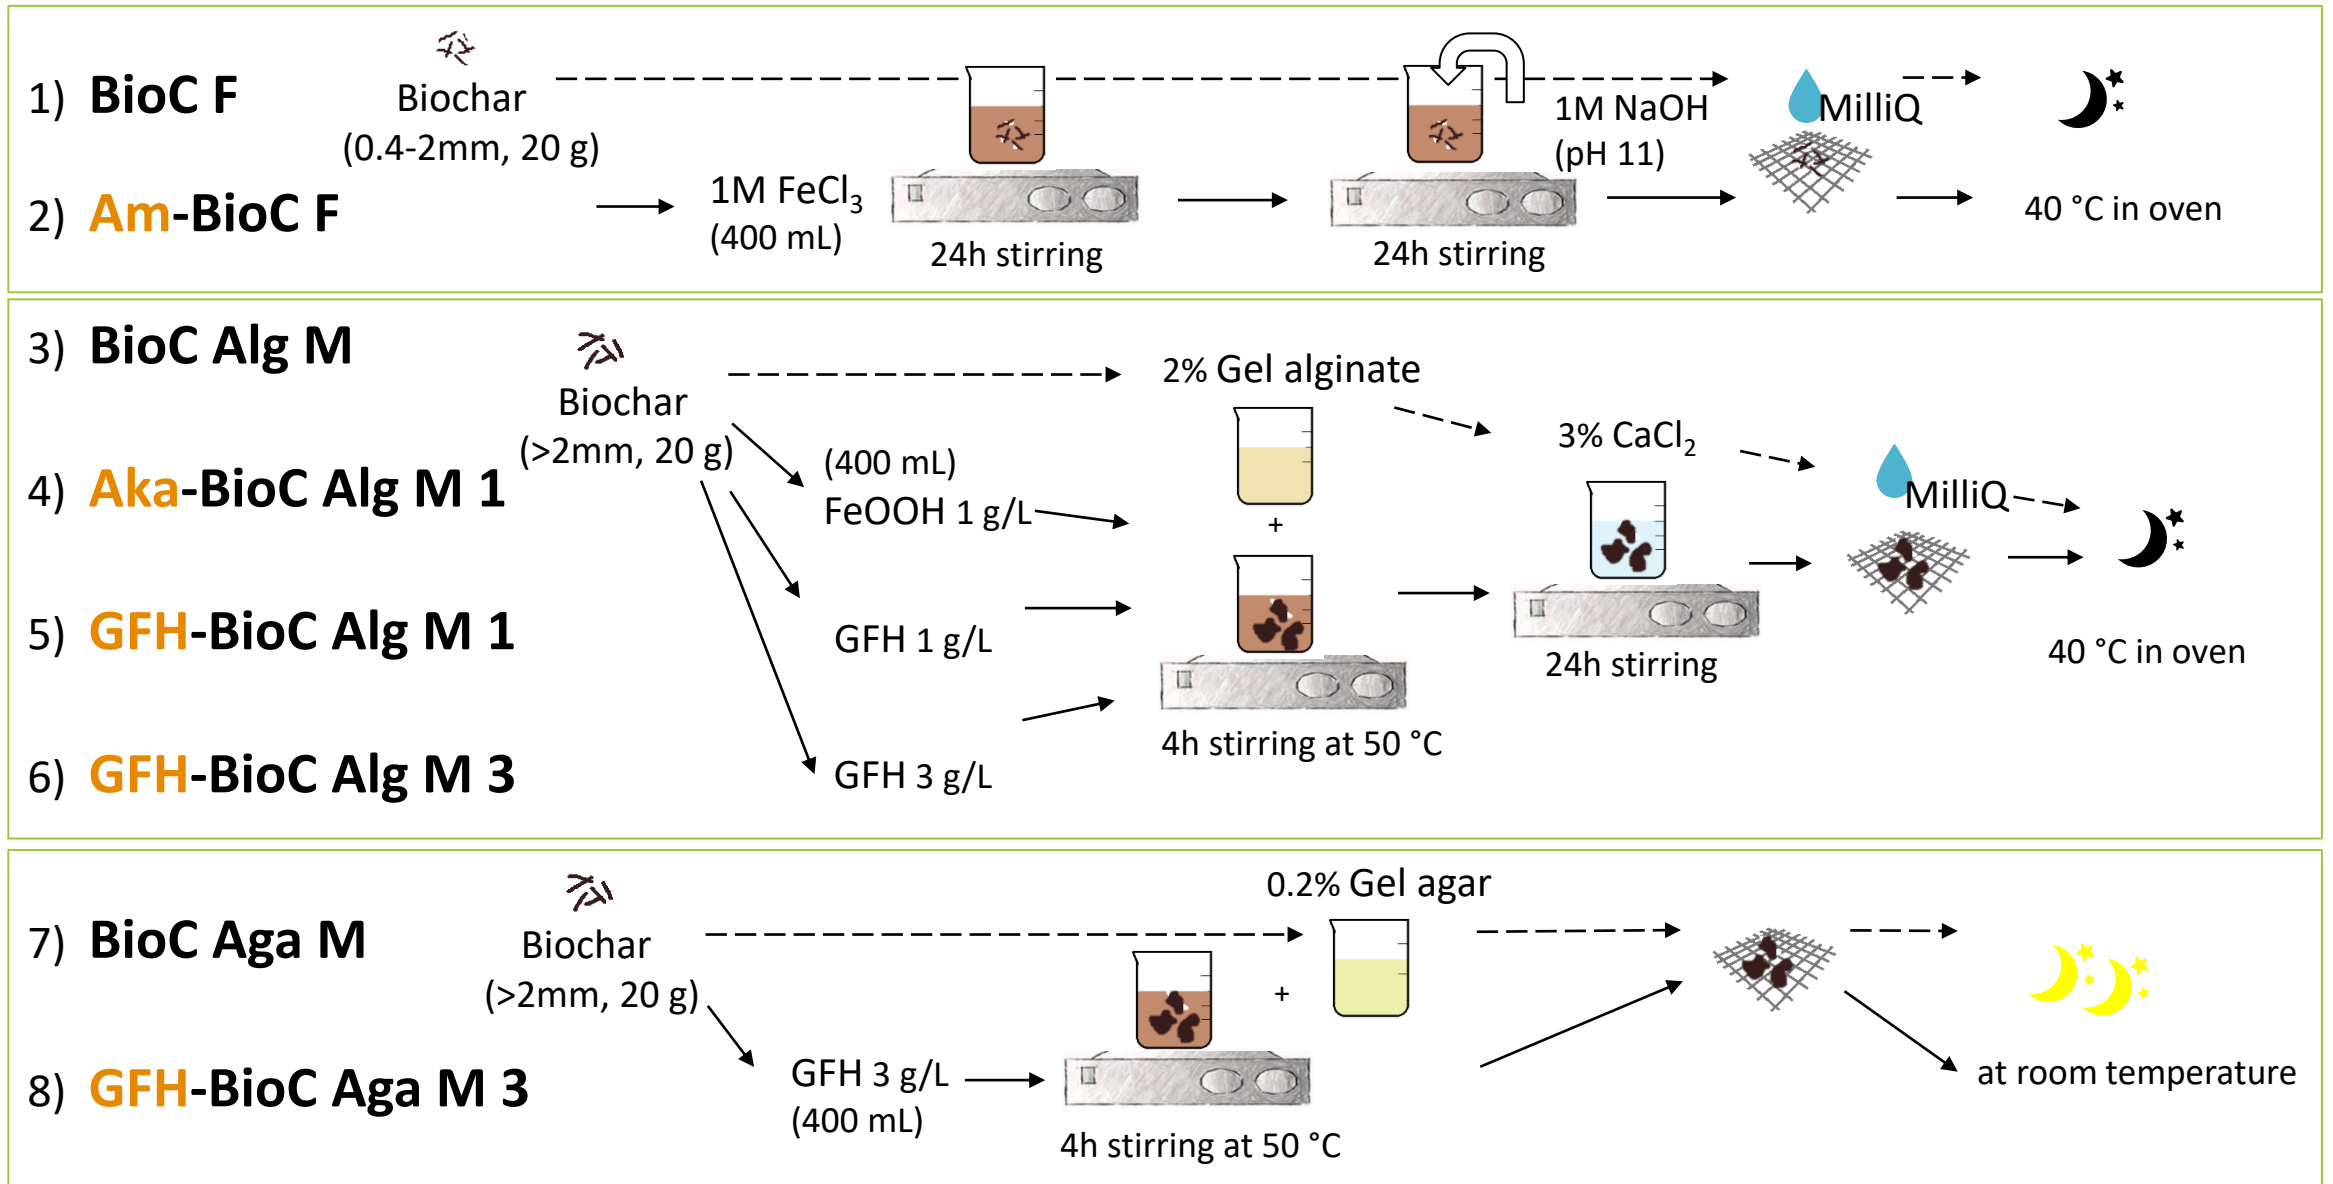 1) BioC F
Biochar
(0.4-2mm, 20 g)
2) Am-BioC F
1M FeCl₃
(400 mL)
24h stirring
24h stirring
1M NaOH
(pH 11)
MilliQ
40 °C in oven
3) BioC Alg M
Biochar
(>2mm, 20 g)
4) Aka-BioC Alg M 1
(400 mL)
FeOOH 1 g/L
5) GFH-BioC Alg M 1
GFH 1 g/L
6) GFH-BioC Alg M 3
GFH 3 g/L
2% Gel alginate
+
4h stirring at 50 °C
3% CaCl₂
24h stirring
MilliQ
40 °C in oven
7) BioC Aga M
Biochar
(>2mm, 20 g)
8) GFH-BioC Aga M 3
GFH 3 g/L
(400 mL)
4h stirring at 50 °C
+
0.2% Gel agar
at room temperature